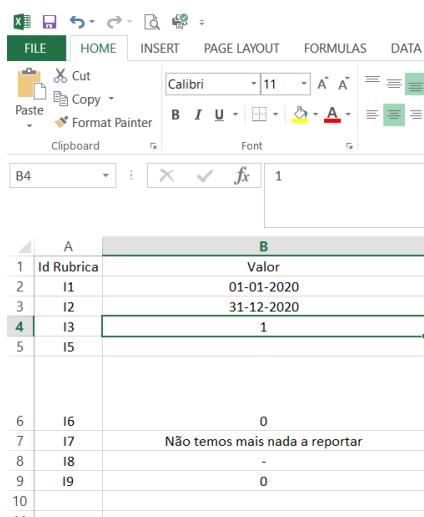 FILE HOME INSERT PAGE LAYOUT FORMULAS DATA
Cut
Copy
Format Painter
Paste
Clipboard
Calibri 11 A A
B I U A
Font
B4 fx 1
A B
1 Id Rubrica Valor
2 I1 01-01-2020
3 I2 31-12-2020
4 I3 1
5 I5
6 I6 0
7 I7 Não temos mais nada a reportar
8 I8 -
9 I9 0
10